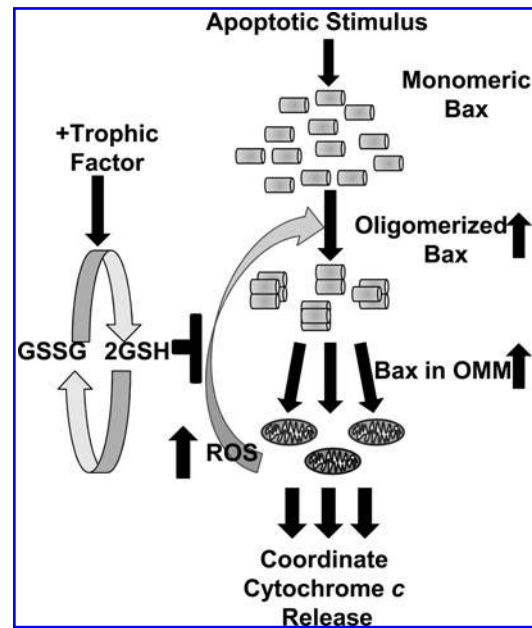 Apoptotic Stimulus
Monomeric
Bax
+Trophic
Factor
Oligomerized
Bax
GSSG 2GSH
Bax in OMM
ROS
Coordinate
Cytochrome c
Release